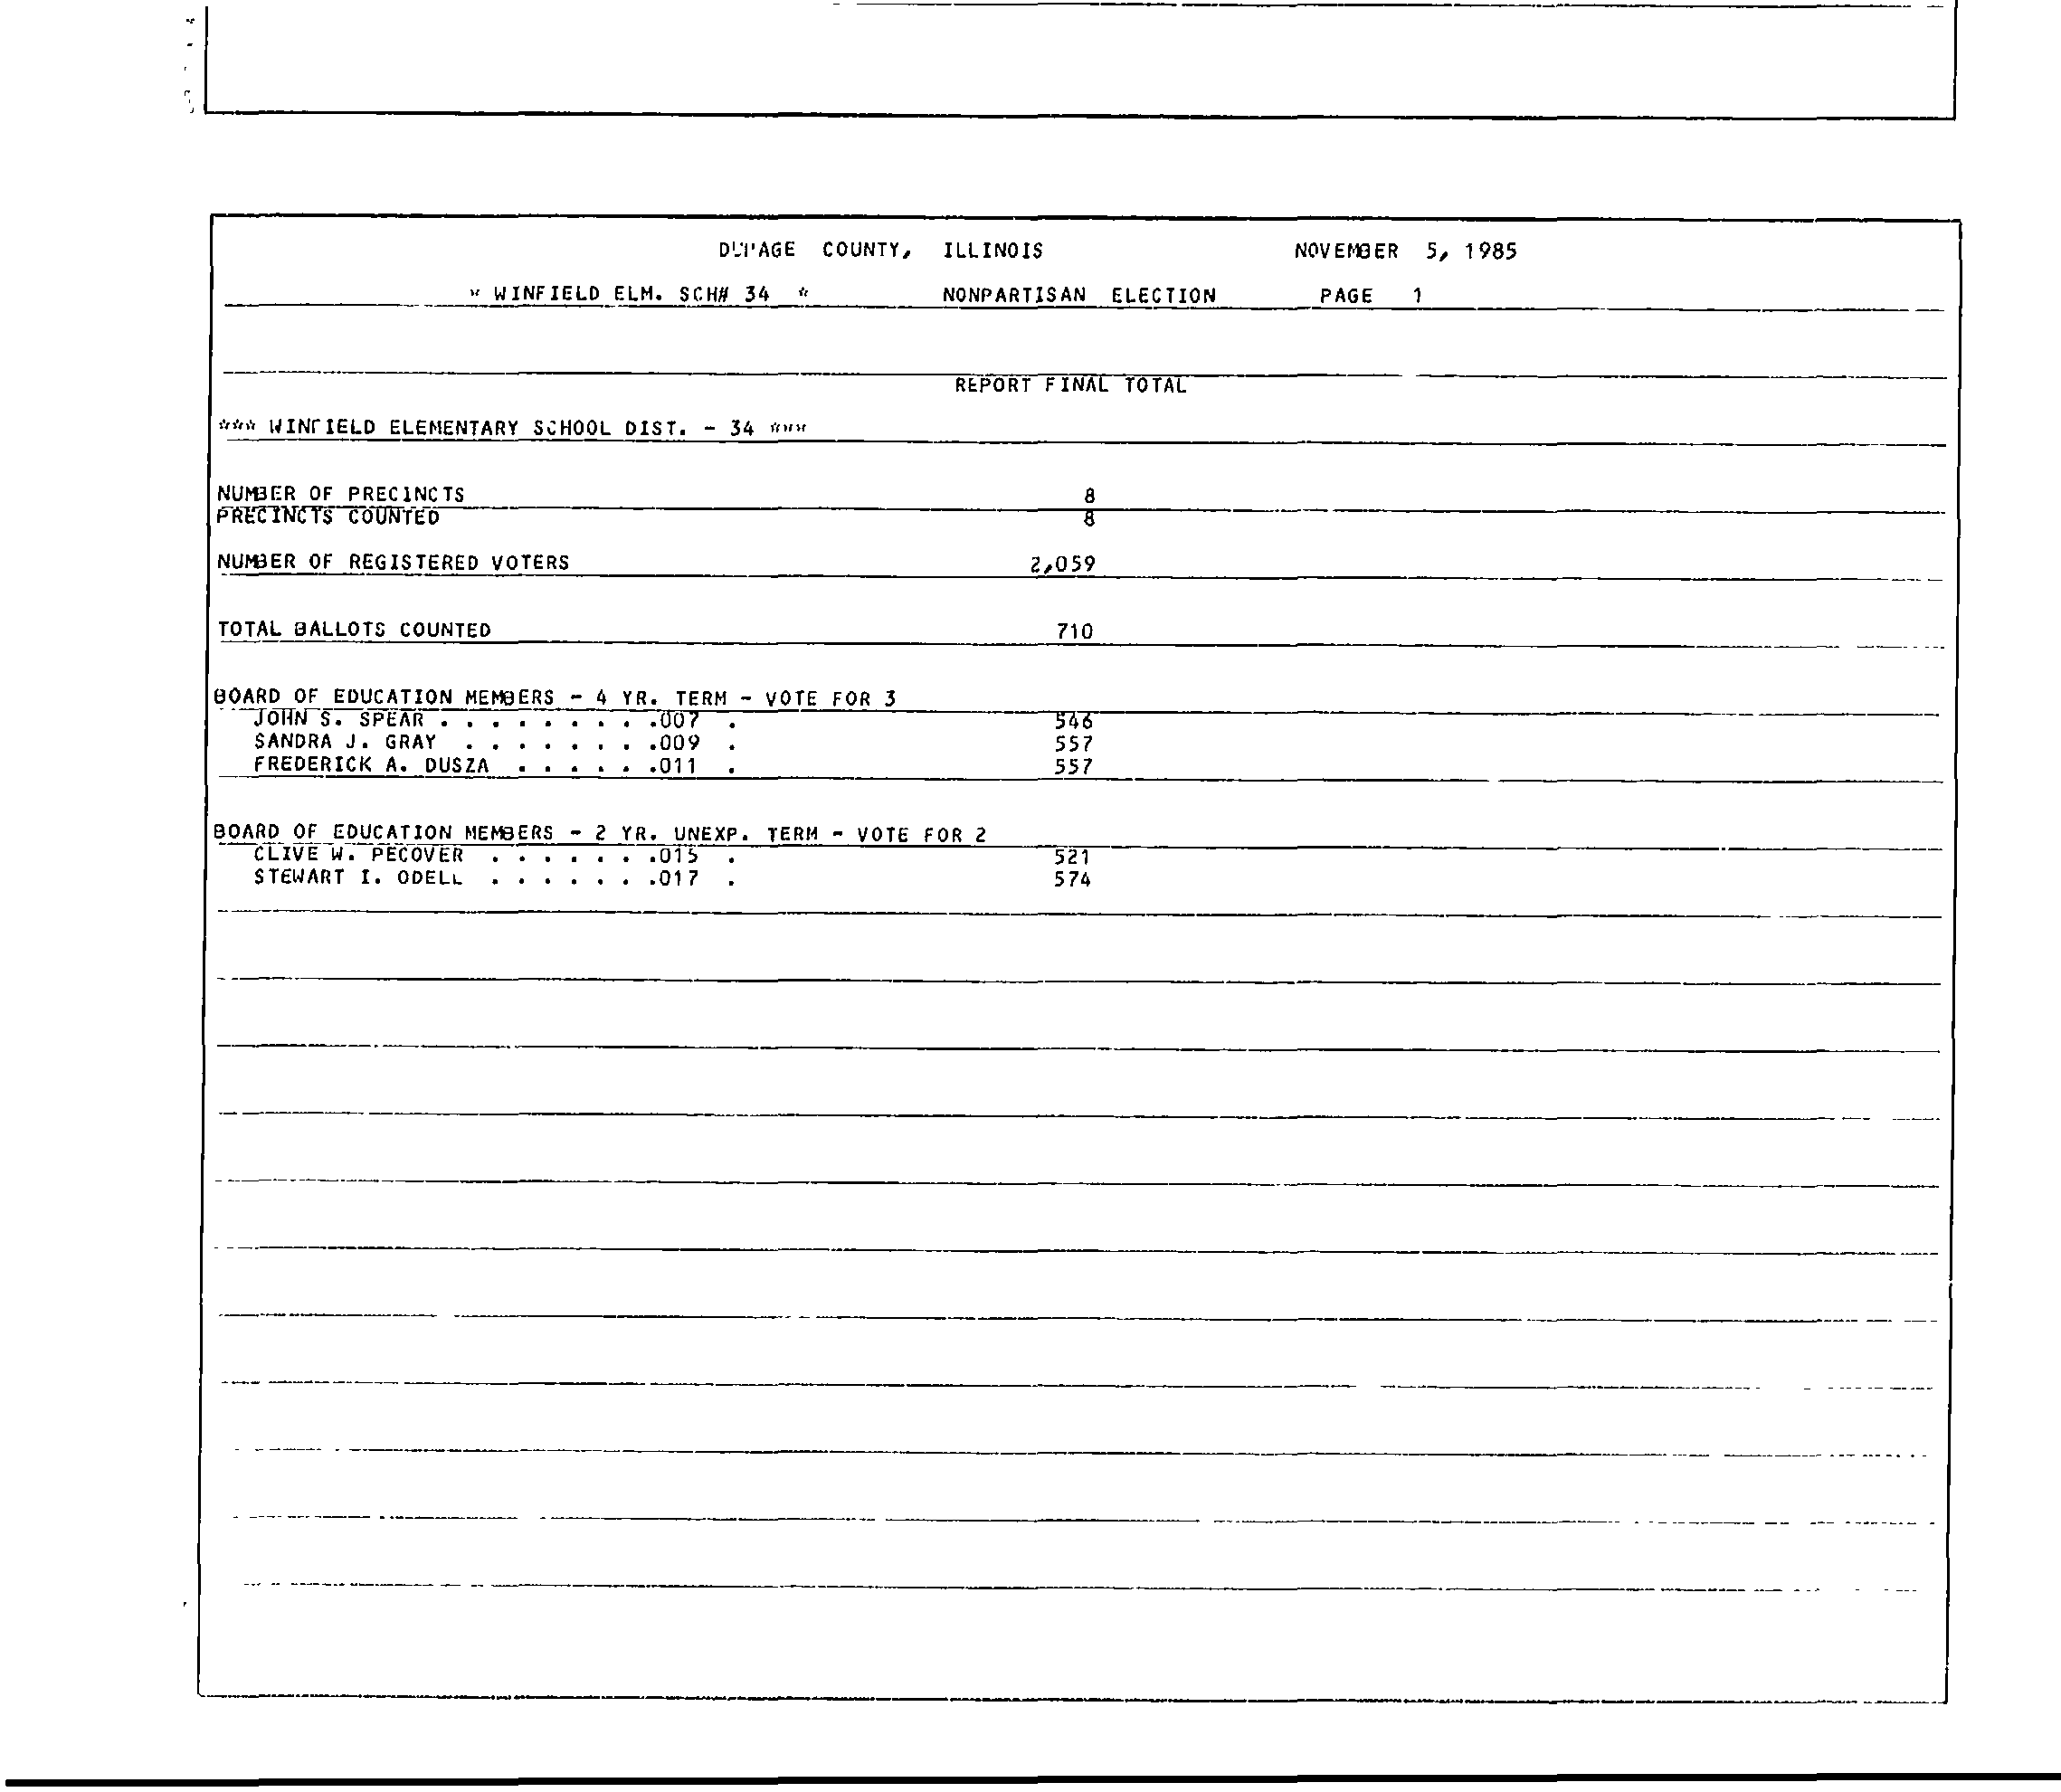 DUPAGE COUNTY, ILLINOIS NOVEMBER 5, 1985
* WINFIELD ELM. SCH# 34 * NONPARTISAN ELECTION PAGE 1
REPORT FINAL TOTAL
*** WINFIELD ELEMENTARY SCHOOL DIST. - 34 ***
NUMBER OF PRECINCTS 8
PRECINCTS COUNTED 8
NUMBER OF REGISTERED VOTERS 2,059
TOTAL BALLOTS COUNTED 710
BOARD OF EDUCATION MEMBERS - 4 YR. TERM - VOTE FOR 3
JOHN S. SPEAR . . . . . . . . .007 . 546
SANDRA J. GRAY . . . . . . . .009 . 557
FREDERICK A. DUSZA . . . . . .011 . 557
BOARD OF EDUCATION MEMBERS - 2 YR. UNEXP. TERM - VOTE FOR 2
CLIVE W. PECOVER . . . . . . .015 . 521
STEWART I. ODELL . . . . . . .017 . 574